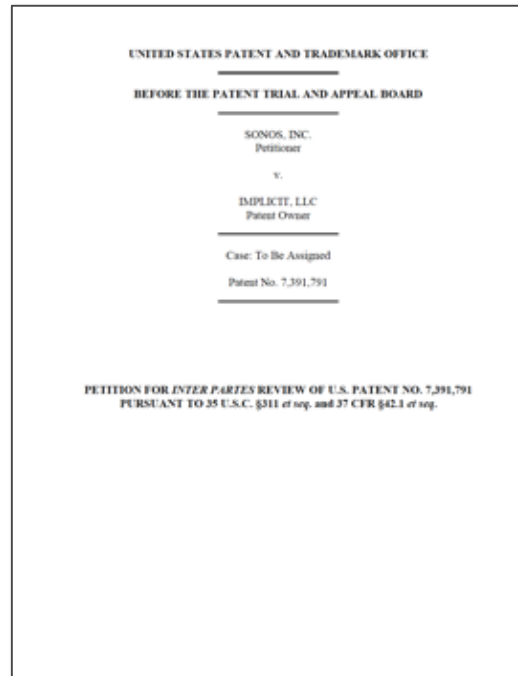 UNITED STATES PATENT AND TRADEMARK OFFICE
BEFORE THE PATENT TRIAL AND APPEAL BOARD
SONOS, INC.
Petitioner
v.
IMPLICIT, LLC
Patent Owner
Case: To Be Assigned
Patent No. 7,391,791
PETITION FOR INTER PARTES REVIEW OF U.S. PATENT NO. 7,391,791
PURSUANT TO 35 U.S.C. §311 et seq. and 37 CFR §42.1 et seq.